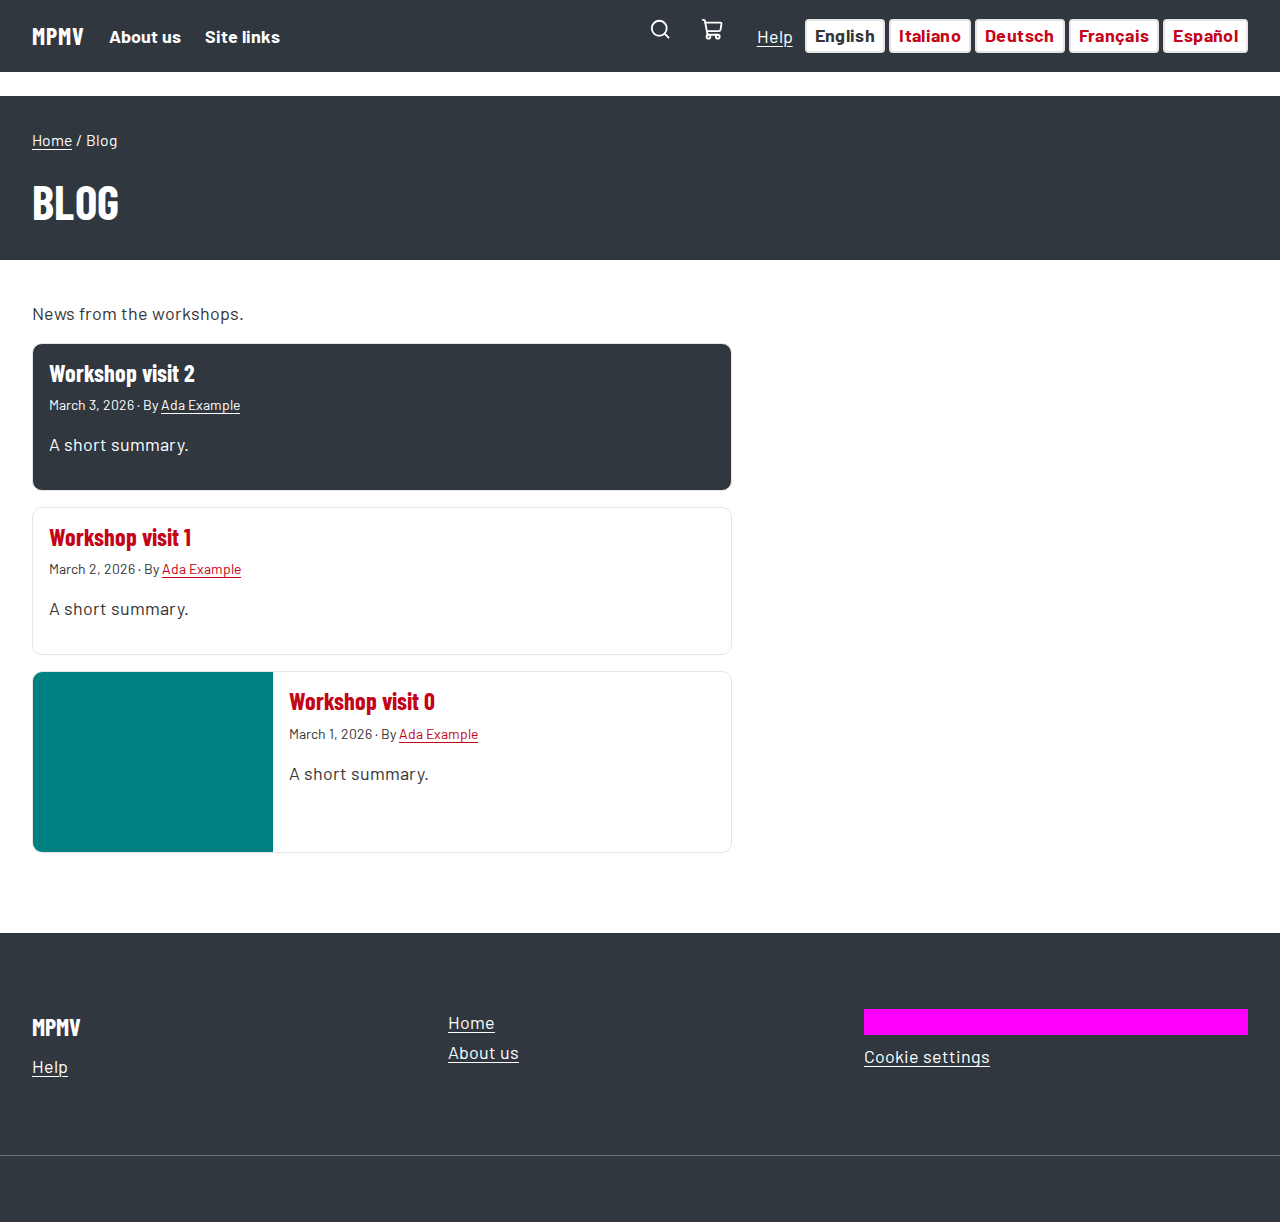 MPMV About us Site links Help English Italiano Deutsch Français Español
Home / Blog
BLOG
News from the workshops.
Workshop visit 2
March 3, 2026 · By Ada Example
A short summary.
Workshop visit 1
March 2, 2026 · By Ada Example
A short summary.
Workshop visit 0
March 1, 2026 · By Ada Example
A short summary.
MPMV
Help
Home
About us
Cookie settings